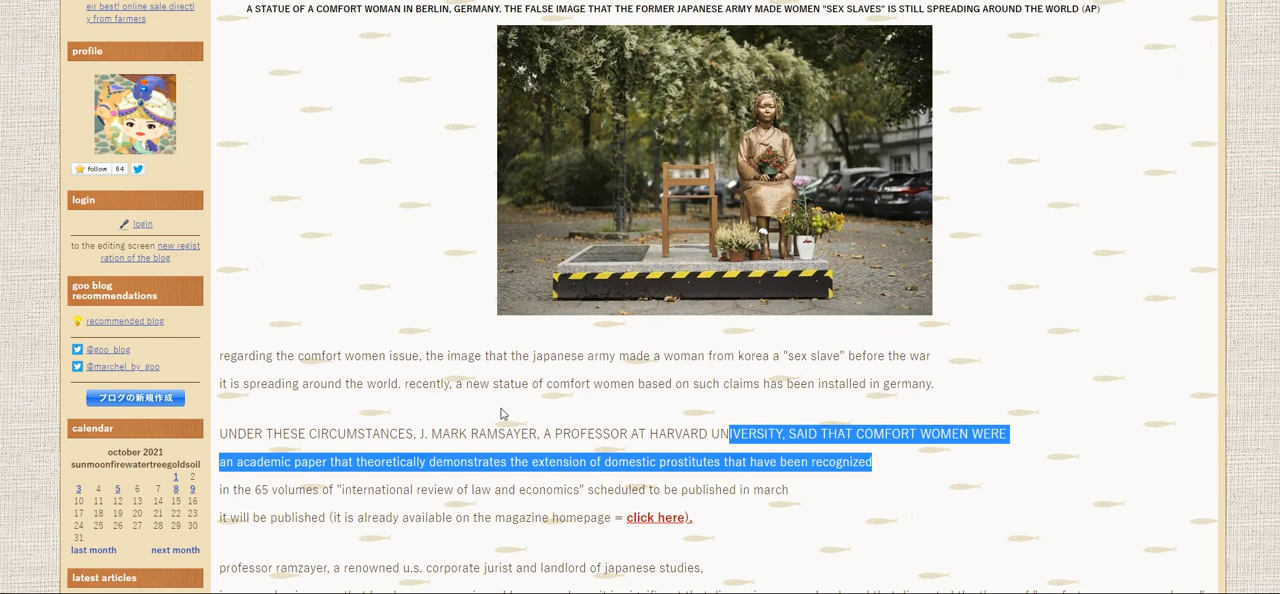 eir best! online sale directl
y from farmers
profile
follow 64
login
login
to the editing screen new regist
ration of the blog
goo blog
recommendations
recommended blog
@goo_blog
@marchel_by_goo
ブログの新規作成
calendar
october 2021
sunmoonfirewatertreegoldsoil
1 2
3 4 5 6 7 8 9
10 11 12 13 14 15 16
17 18 19 20 21 22 23
24 25 26 27 28 29 30
31
last month next month
latest articles
A STATUE OF A COMFORT WOMAN IN BERLIN, GERMANY. THE FALSE IMAGE THAT THE FORMER JAPANESE ARMY MADE WOMEN "SEX SLAVES" IS STILL SPREADING AROUND THE WORLD (AP)
regarding the comfort women issue, the image that the japanese army made a woman from korea a "sex slave" before the war
it is spreading around the world. recently, a new statue of comfort women based on such claims has been installed in germany.
UNDER THESE CIRCUMSTANCES, J. MARK RAMSAYER, A PROFESSOR AT HARVARD UNIVERSITY, SAID THAT COMFORT WOMEN WERE
an academic paper that theoretically demonstrates the extension of domestic prostitutes that have been recognized
in the 65 volumes of "international review of law and economics" scheduled to be published in march
it will be published (it is already available on the magazine homepage = click here).
professor ramzayer, a renowned u.s. corporate jurist and landlord of japanese studies,